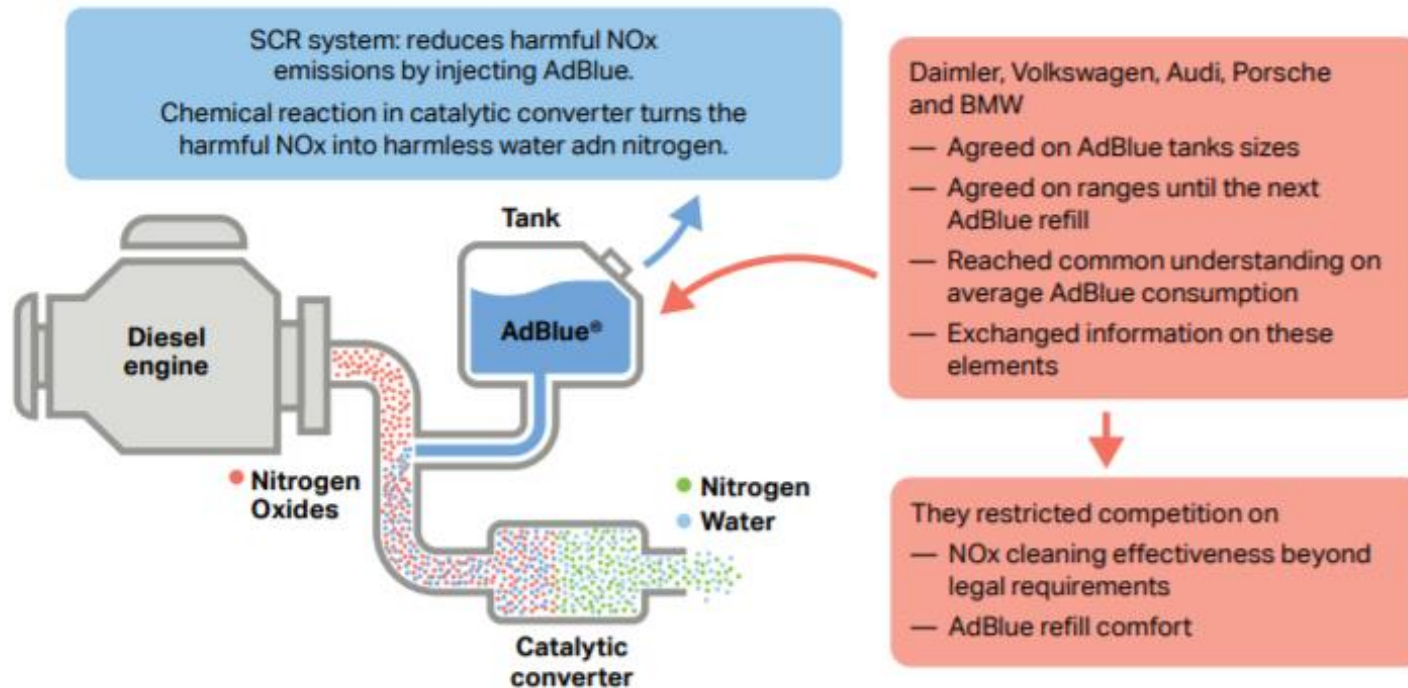 SCR system: reduces harmful NOx
emissions by injecting AdBlue.
Chemical reaction in catalytic converter turns the
harmful NOx into harmless water adn nitrogen.
Daimler, Volkswagen, Audi, Porsche
and BMW
— Agreed on AdBlue tanks sizes
— Agreed on ranges until the next
AdBlue refill
— Reached common understanding on
average AdBlue consumption
— Exchanged information on these
elements
Tank
AdBlue®
Diesel
engine
Nitrogen
Oxides
Nitrogen
Water
Catalytic
converter
They restricted competition on
— NOx cleaning effectiveness beyond
legal requirements
— AdBlue refill comfort